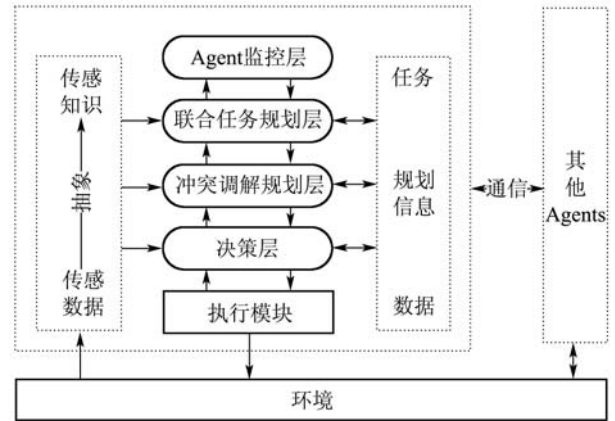 Agent监控层
传感
知识
任务
联合任务规划层
抽象
冲突调解规划层
规划
信息
通信
其
他
Agents
决策层
传感
数据
执行模块
数据
环境